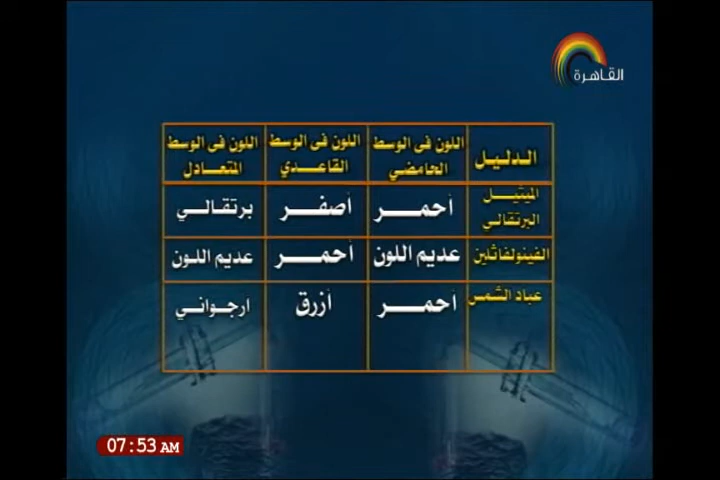 القاهرة
الدليل
اللون فى الوسط
الحامضي
اللون فى الوسط
القاعدي
اللون فى الوسط
المتعادل
الميثيل
البرتقالي
أحمر
أصفر
برتقالي
الفينولفاثلين
عديم اللون
أحمر
عديم اللون
عباد الشمس
أحمر
أزرق
ارجواني
07:53 AM